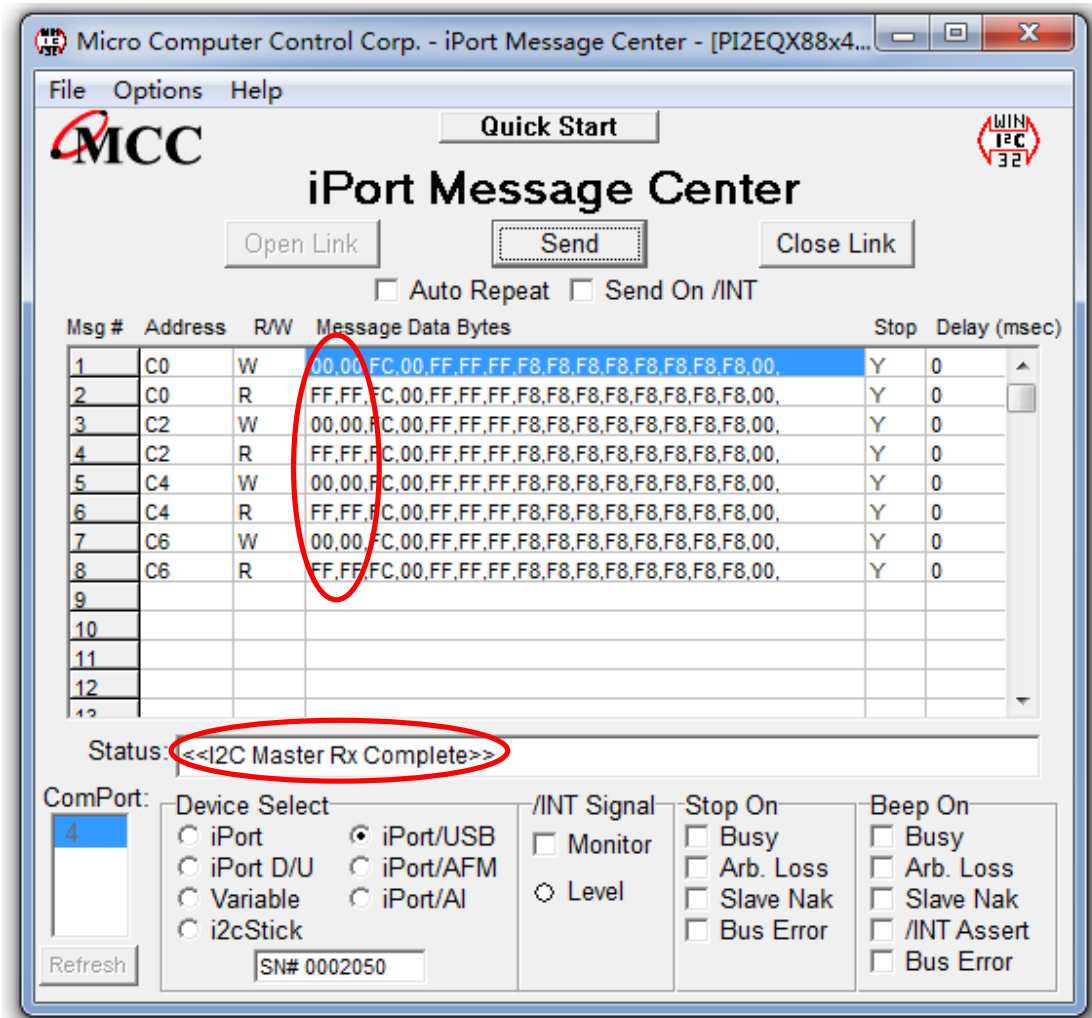 Micro Computer Control Corp. - iPort Message Center - [PI2EQX88x4...
File Options Help
MCC
Quick Start
WIN
I²C
32
iPort Message Center
Open Link Send Close Link
Auto Repeat Send On /INT
Msg # Address R/W Message Data Bytes Stop Delay (msec)
1 C0 W 00,00,FC,00,FF,FF,FF,F8,F8,F8,F8,F8,F8,F8,00, Y 0
2 C0 R FF,FF,FC,00,FF,FF,FF,F8,F8,F8,F8,F8,F8,F8,00, Y 0
3 C2 W 00,00,FC,00,FF,FF,FF,F8,F8,F8,F8,F8,F8,F8,00, Y 0
4 C2 R FF,FF,FC,00,FF,FF,FF,F8,F8,F8,F8,F8,F8,F8,00, Y 0
5 C4 W 00,00,FC,00,FF,FF,FF,F8,F8,F8,F8,F8,F8,F8,00, Y 0
6 C4 R FF,FF,FC,00,FF,FF,FF,F8,F8,F8,F8,F8,F8,F8,00, Y 0
7 C6 W 00,00,FC,00,FF,FF,FF,F8,F8,F8,F8,F8,F8,F8,00, Y 0
8 C6 R FF,FF,FC,00,FF,FF,FF,F8,F8,F8,F8,F8,F8,F8,00, Y 0
9
10
11
12
13
Status: <<I2C Master Rx Complete>>
ComPort: Device Select /INT Signal Stop On Beep On
4 iPort iPort/USB Monitor Busy Busy
iPort D/U iPort/AFM Arb. Loss Arb. Loss
Variable iPort/AI Level Slave Nak Slave Nak
i2cStick Bus Error /INT Assert
Refresh SN# 0002050 Bus Error